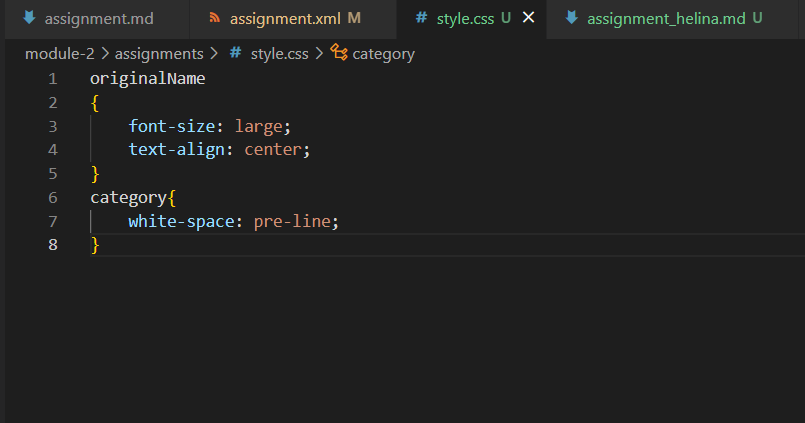 assignment.md assignment.xml M # style.css U × assignment_helina.md U
module-2 > assignments > # style.css > category
1 originalName
2 {
3     font-size: large;
4     text-align: center;
5 }
6 category{
7     white-space: pre-line;
8 }